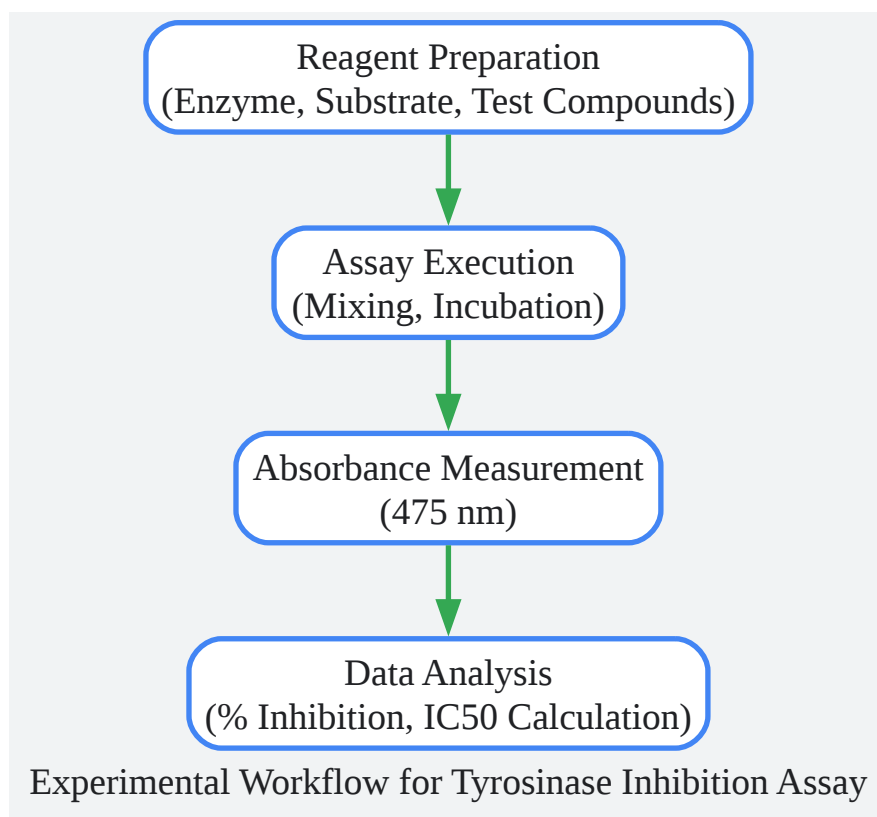 Reagent Preparation
(Enzyme, Substrate, Test Compounds)
Assay Execution
(Mixing, Incubation)
Absorbance Measurement
(475 nm)
Data Analysis
(% Inhibition, IC50 Calculation)
Experimental Workflow for Tyrosinase Inhibition Assay